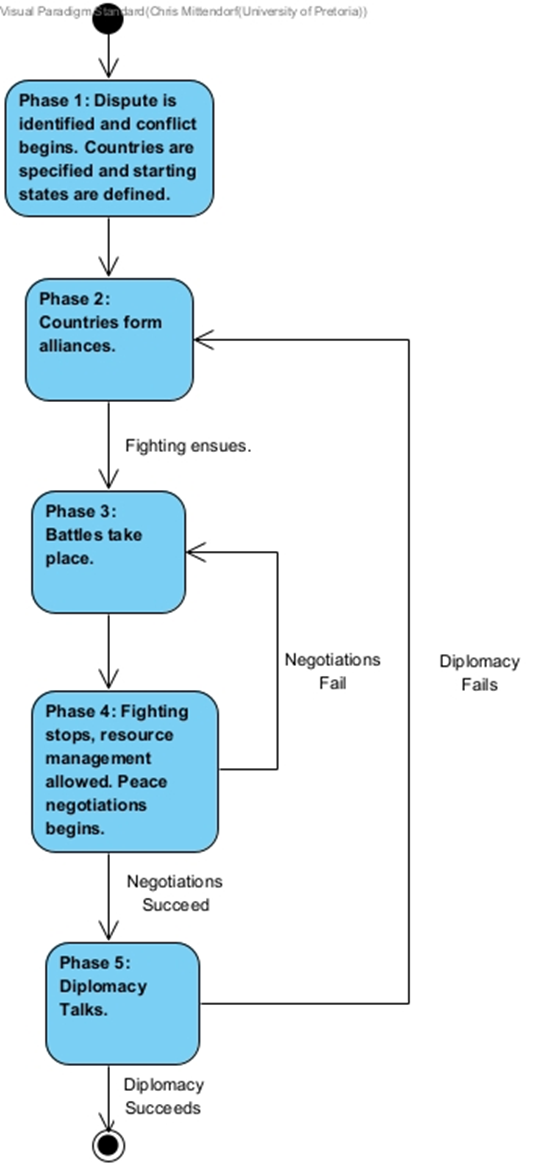 Visual Paradigm Standard(Chris Mittendorf(University of Pretoria))
Phase 1: Dispute is
identified and conflict
begins. Countries are
specified and starting
states are defined.
Phase 2:
Countries form
alliances.
Fighting ensues.
Phase 3:
Battles take
place.
Negotiations
Fail
Diplomacy
Fails
Phase 4: Fighting
stops, resource
management
allowed. Peace
negotiations
begins.
Negotiations
Succeed
Phase 5:
Diplomacy
Talks.
Diplomacy
Succeeds